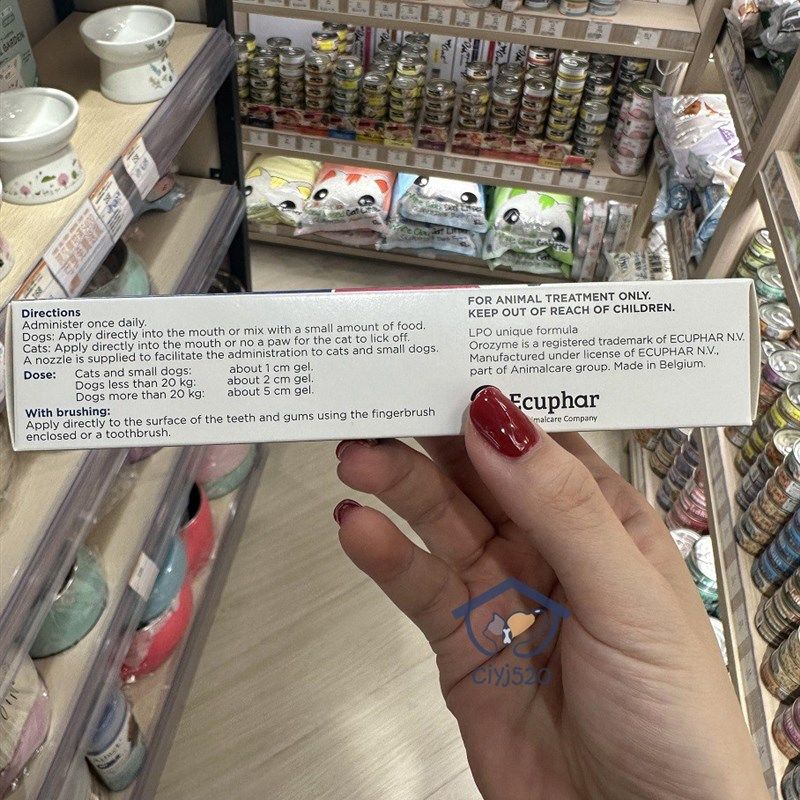 Directions
Administer once daily.
Dogs: Apply directly into the mouth or mix with a small amount of food.
Cats: Apply directly into the mouth or no a paw for the cat to lick off.
A nozzle is supplied to facilitate the administration to cats and small dogs.
Dose: Cats and small dogs: about 1 cm gel.
Dogs less than 20 kg: about 2 cm gel.
Dogs more than 20 kg: about 5 cm gel.
With brushing:
Apply directly to the surface of the teeth and gums using the fingerbrush
enclosed or a toothbrush.
FOR ANIMAL TREATMENT ONLY.
KEEP OUT OF REACH OF CHILDREN.
LPO unique formula
Orozyme is a registered trademark of ECUPHAR N.V.
Manufactured under license of ECUPHAR N.V.,
part of Animalcare group. Made in Belgium.
Ecuphar
Company
Ciyj520